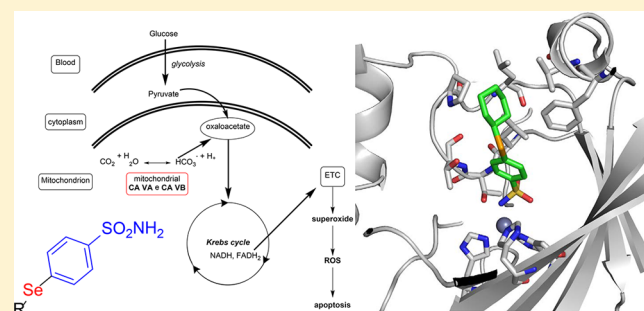 Glucose
Blood
glycolysis
Pyruvate
cytoplasm
oxaloacetate
CO2 + H2O
HCO3- + H+
Mitochondrion
mitochondrial
CA VA e CA VB
ETC
superoxide
SO2NH2
Krebs cycle
NADH, FADH2
ROS
Se
R
apoptosis